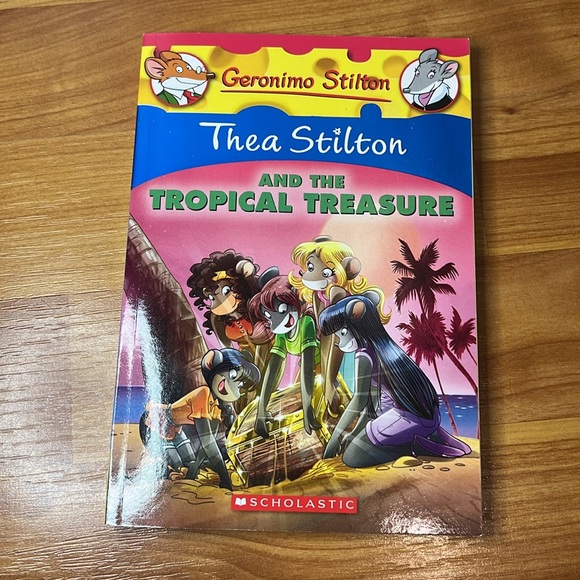 Geronimo Stilton
Thea Stilton
AND THE
TROPICAL TREASURE
SCHOLASTIC